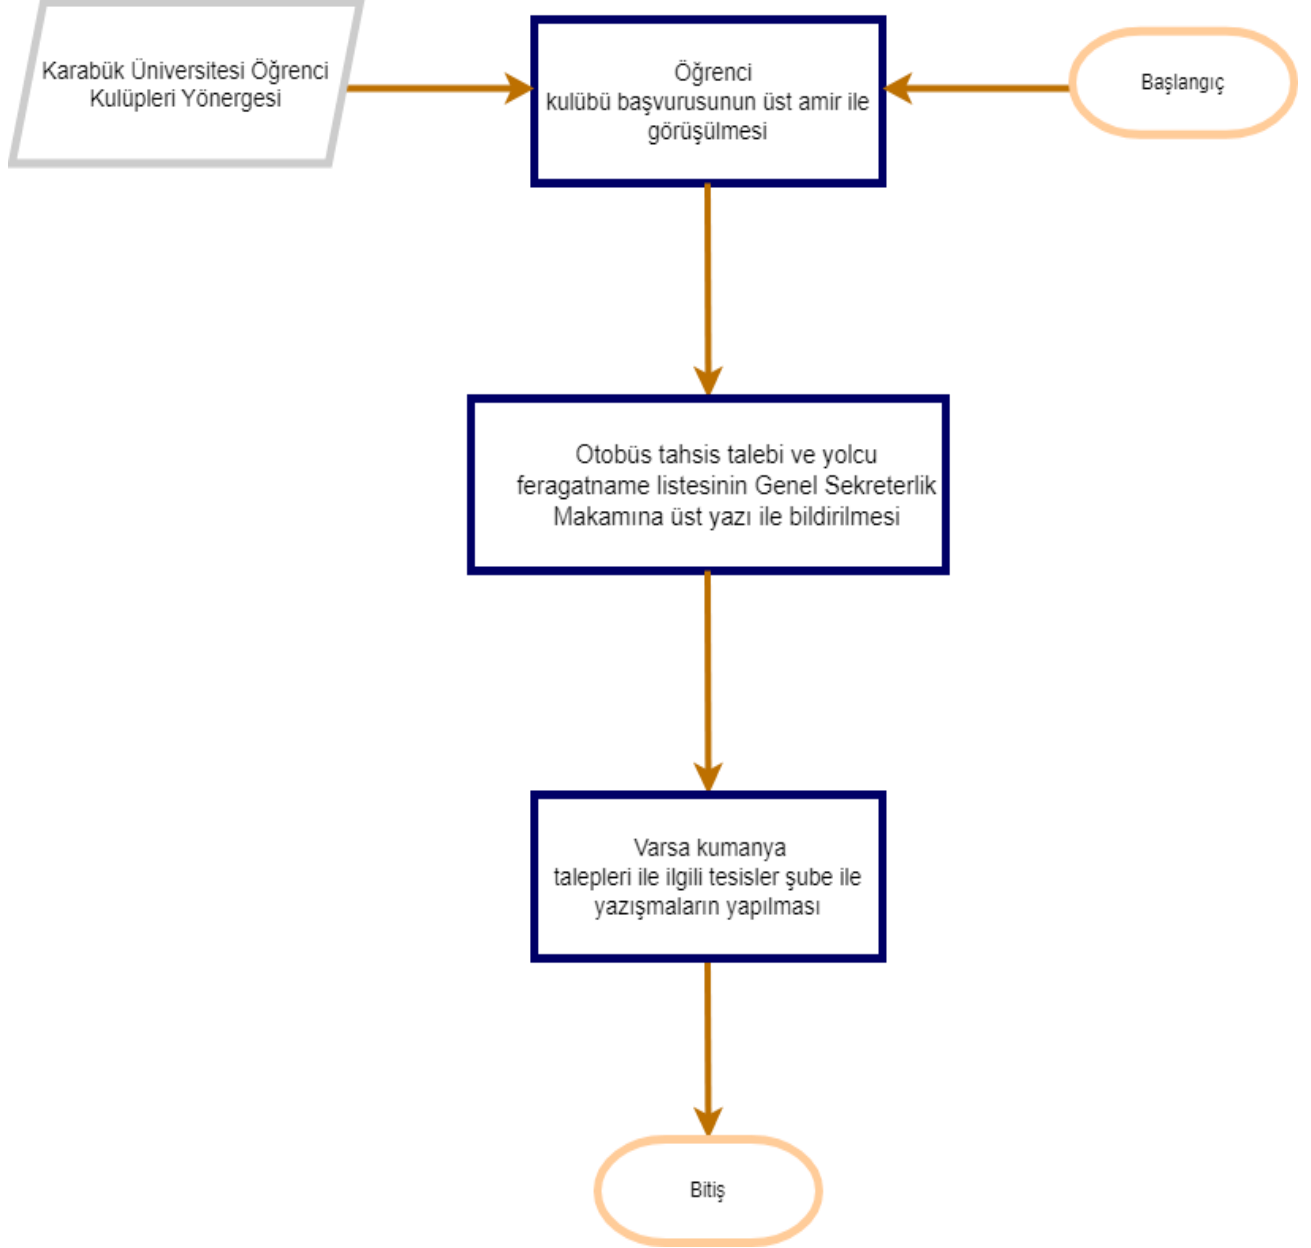 Karabük Üniversitesi Öğrenci
Kulüpleri Yönergesi
Öğrenci
kulübü başvurusunun üst amir ile
görüşülmesi
Başlangıç
Otobüs tahsis talebi ve yolcu
feragatname listesinin Genel Sekreterlik
Makamına üst yazı ile bildirilmesi
Varsa kumanya
talepleri ile ilgili tesisler şube ile
yazışmaların yapılması
Bitiş